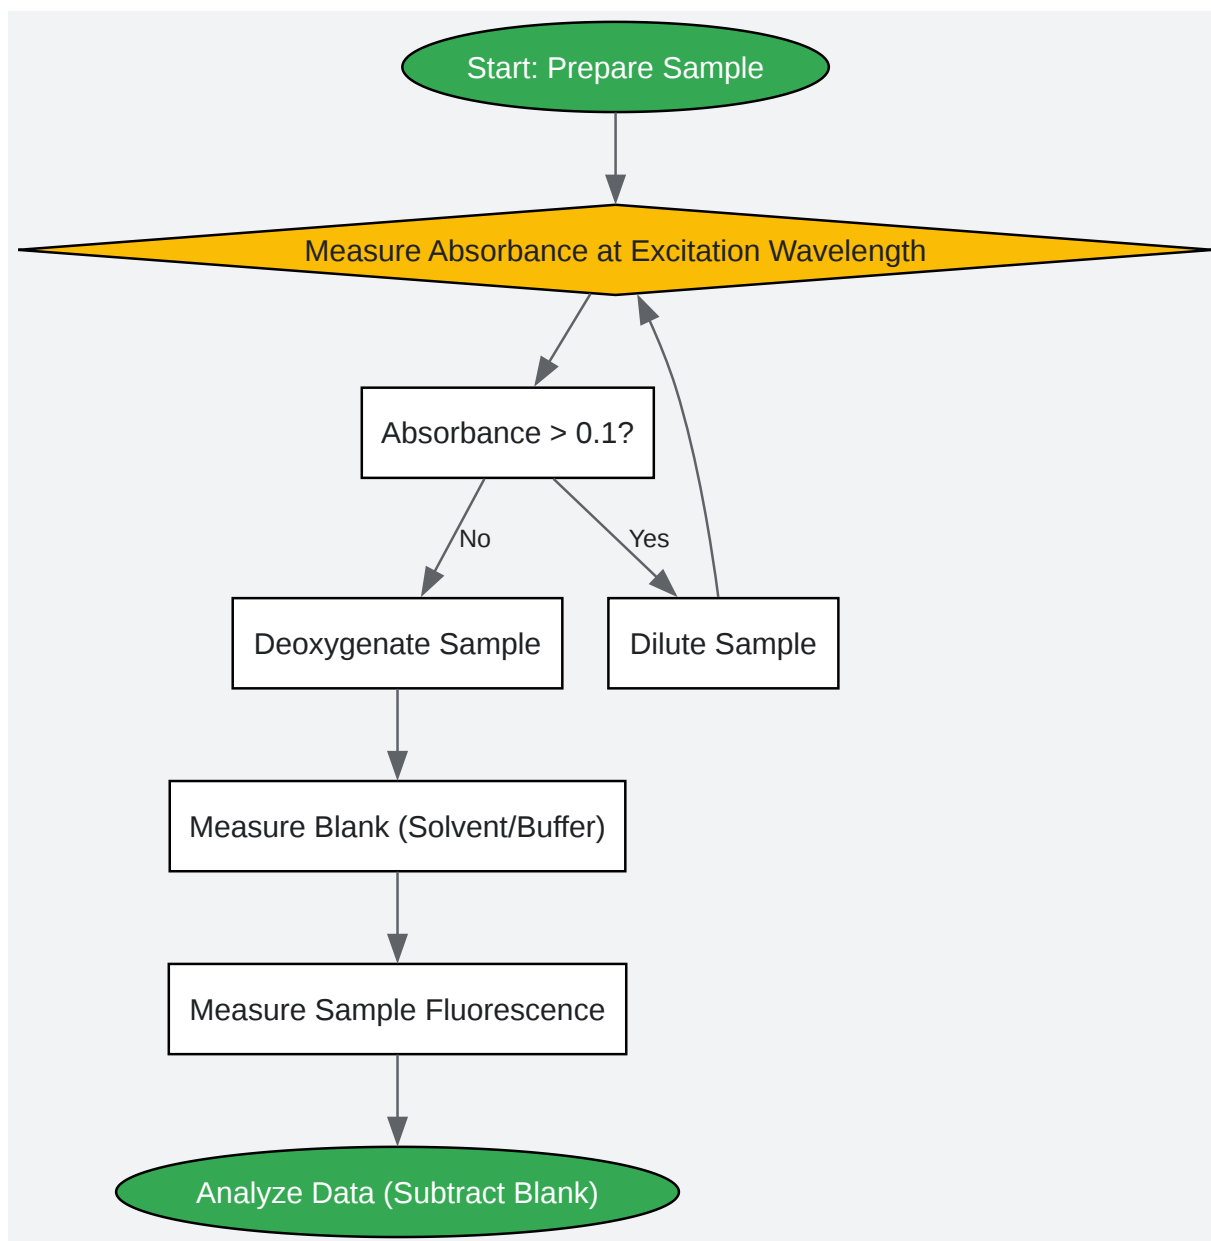 Start: Prepare Sample
Measure Absorbance at Excitation Wavelength
Absorbance > 0.1?
No
Yes
Deoxygenate Sample
Dilute Sample
Measure Blank (Solvent/Buffer)
Measure Sample Fluorescence
Analyze Data (Subtract Blank)